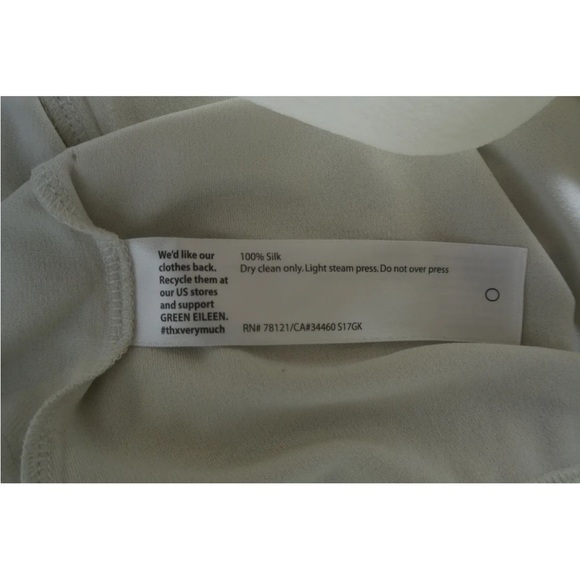 We'd like our
clothes back.
Recycle them at
our US stores
and support
GREEN EILEEN.
#thxverymuch
100% Silk
Dry clean only. Light steam press. Do not over press
RN# 78121/CA#34460 S17GK